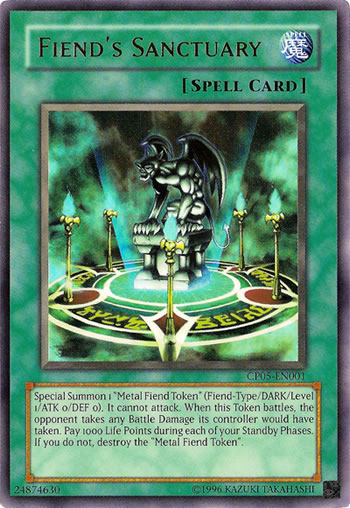 FIEND'S SANCTUARY
魔
[SPELL CARD]
CP05-EN001
Special Summon 1 "Metal Fiend Token" (Fiend-Type/DARK/Level
1/ATK 0/DEF 0). It cannot attack. When this Token battles, the
opponent takes any Battle Damage its controller would have
taken. Pay 1000 Life Points during each of your Standby Phases.
If you do not, destroy the "Metal Fiend Token".
24874630
©1996 KAZUKI TAKAHASHI